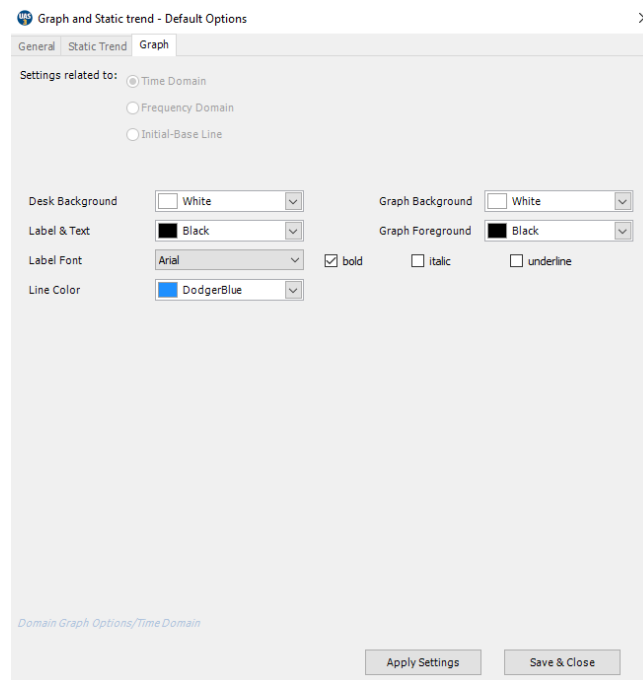 URS Graph and Static trend - Default Options
General Static Trend Graph
Settings related to: Time Domain
Frequency Domain
Initial-Base Line
Desk Background White Graph Background White
Label & Text Black Graph Foreground Black
Label Font Arial bold italic underline
Line Color DodgerBlue
Domain Graph Options/Time Domain
Apply Settings Save & Close